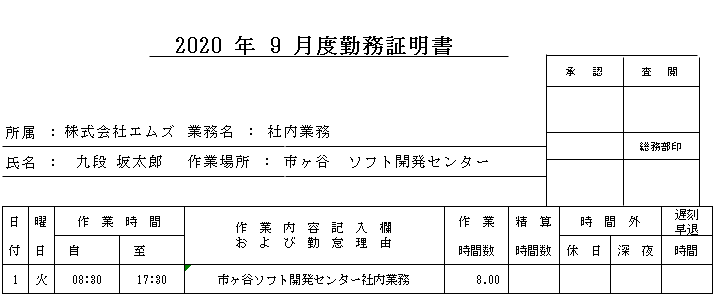 2020 年 9 月度勤務証明書
承 認 査 閲
所属 : 株式会社エムズ 業務名 : 社内業務
総務部印
氏名 : 九段 坂太郎 作業場所 : 市ヶ谷 ソフト開発センター
日付 曜日 作 業 時 間 作 業 内 容 記 入 欄 作 業 精 算 時 間 外 遅刻
および勤怠理由 早退
自 至 時間数 時間数 休 日 深 夜 時間
1 火 08:30 17:30 市ヶ谷ソフト開発センター社内業務 8.00